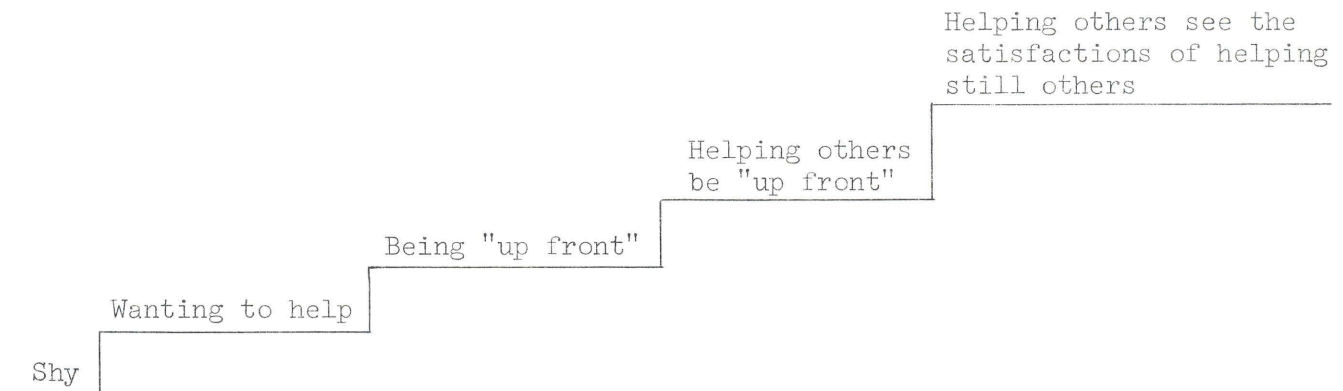 Helping others see the
satisfactions of helping
still others
Helping others
be "up front"
Being "up front"
Wanting to help
Shy